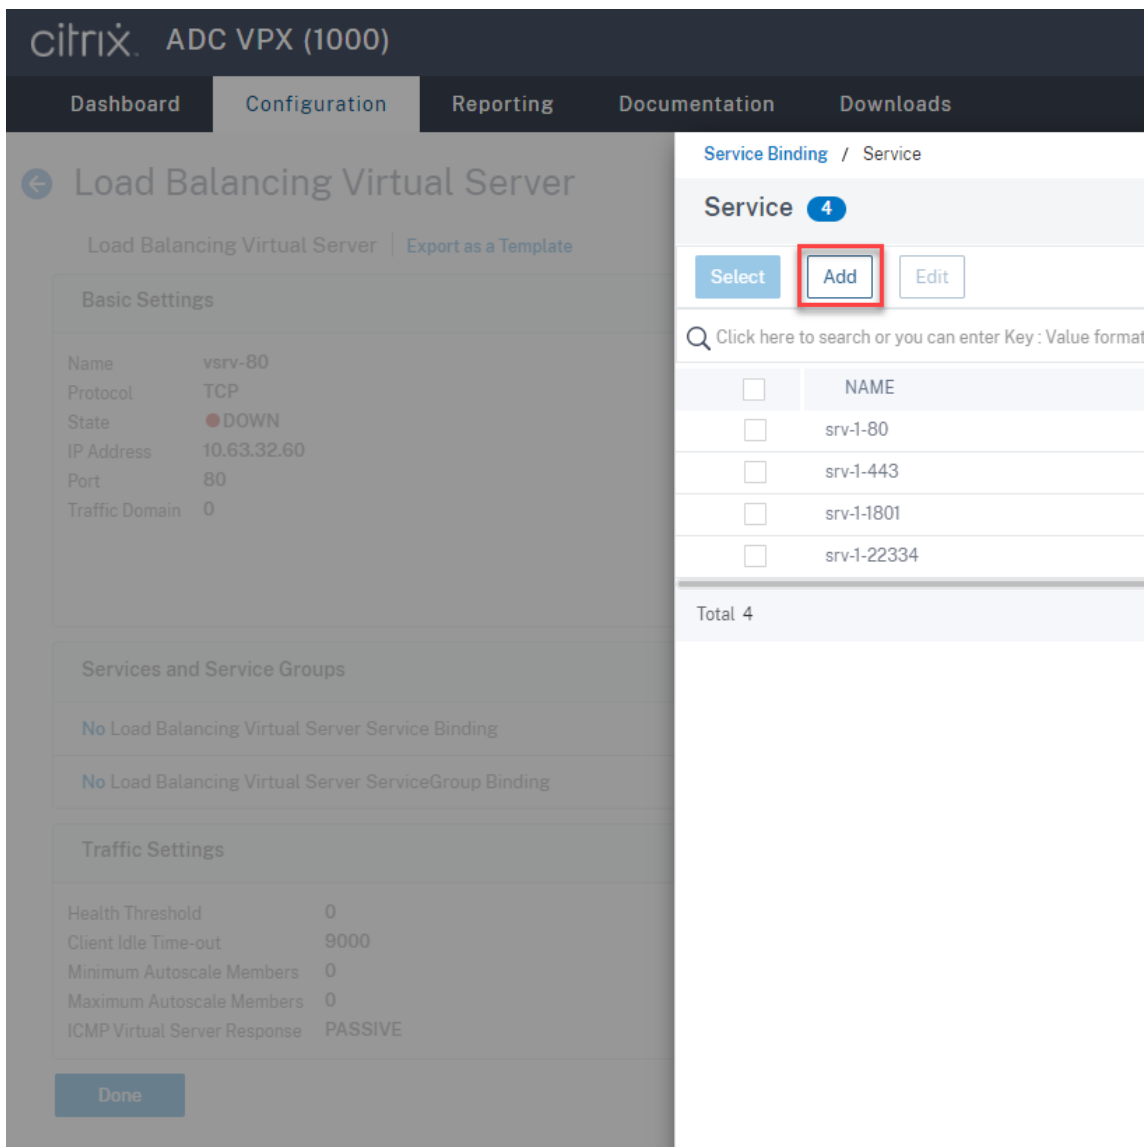 citrix. ADC VPX (1000)
Dashboard Configuration Reporting Documentation Downloads
Load Balancing Virtual Server
Load Balancing Virtual Server | Export as a Template
Basic Settings
Name vsrv-80
Protocol TCP
State DOWN
IP Address 10.63.32.60
Port 80
Traffic Domain 0
Services and Service Groups
No Load Balancing Virtual Server Service Binding
No Load Balancing Virtual Server ServiceGroup Binding
Traffic Settings
Health Threshold 0
Client Idle Time-out 9000
Minimum Autoscale Members 0
Maximum Autoscale Members 0
ICMP Virtual Server Response PASSIVE
Done
Service Binding / Service
Service 4
Select Add Edit
Click here to search or you can enter Key : Value format
NAME
srv-1-80
srv-1-443
srv-1-1801
srv-1-22334
Total 4